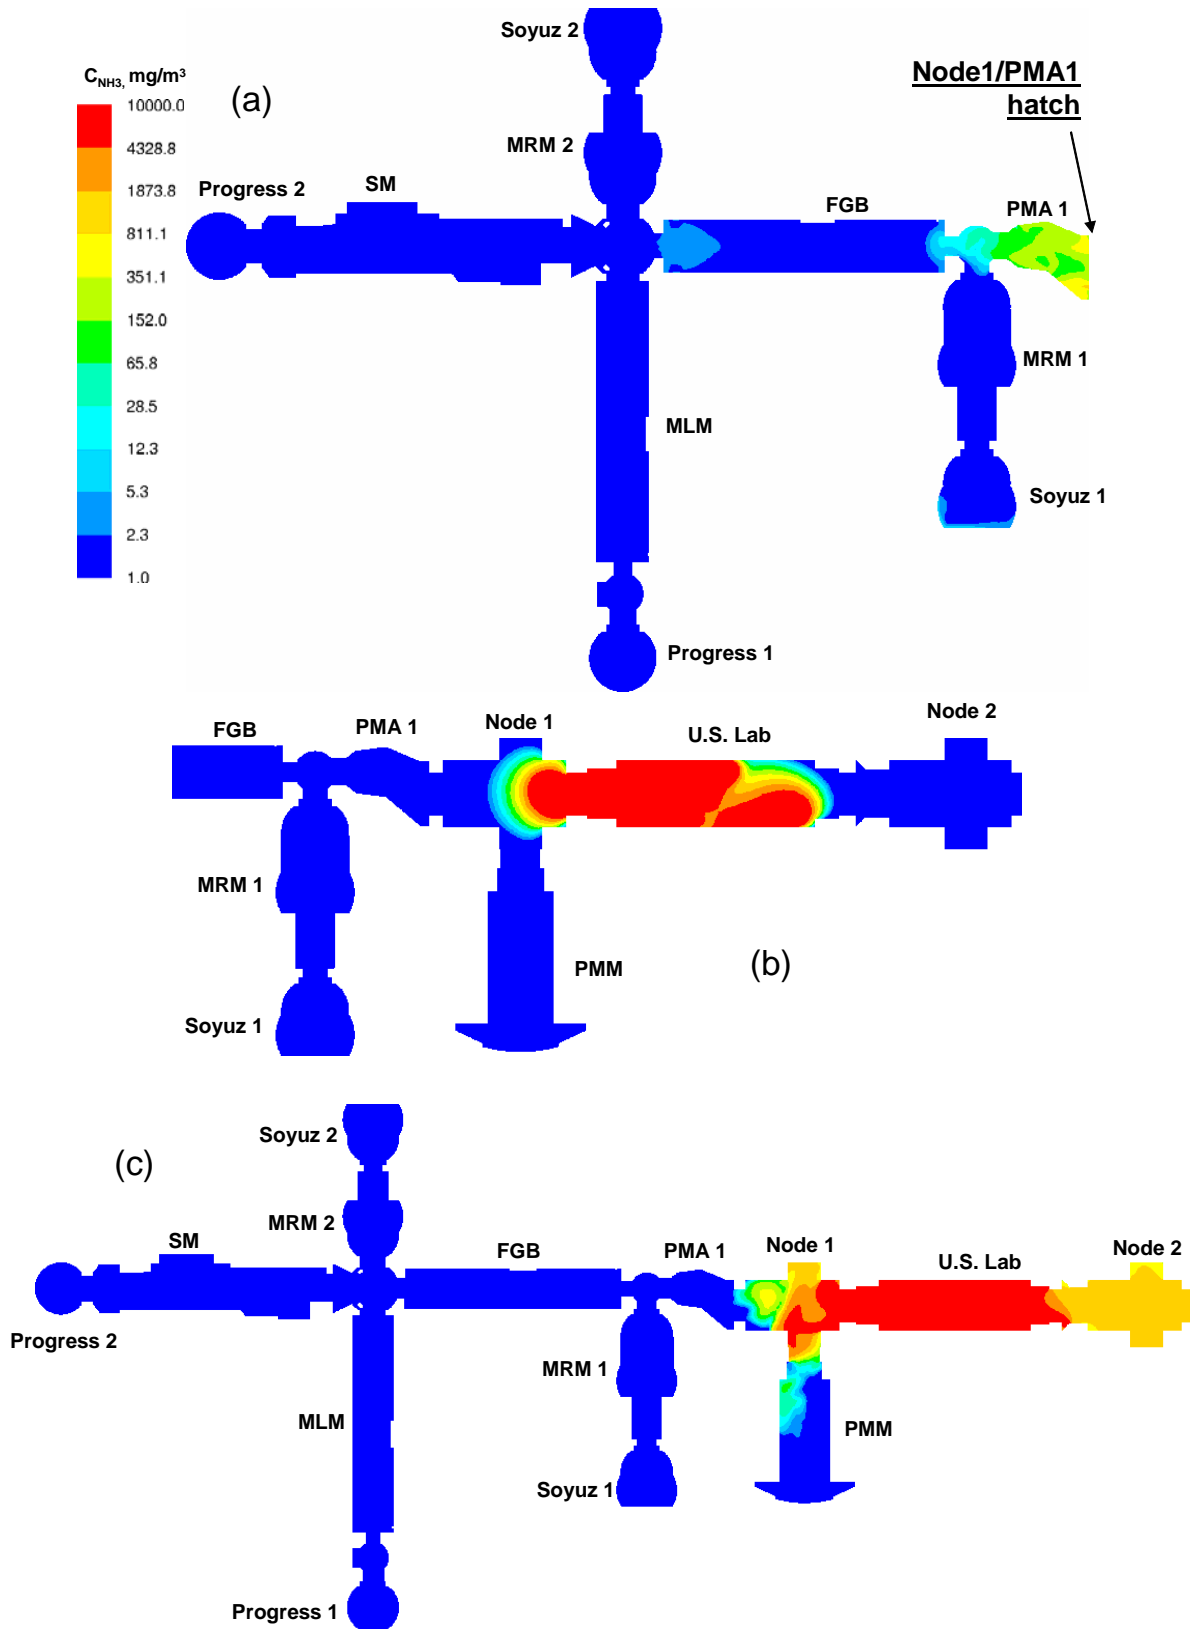 Soyuz 2
Node1/PMA1
hatch
C_NH3, mg/m³
(a)
10000.0
4328.8
1873.8
811.1
351.1
152.0
65.8
28.5
12.3
5.3
2.3
1.0
MRM 2
Progress 2
SM
FGB
PMA 1
MRM 1
MLM
Soyuz 1
Progress 1
FGB
PMA 1
Node 1
U.S. Lab
Node 2
MRM 1
PMM
(b)
Soyuz 1
(c)
Soyuz 2
MRM 2
SM
FGB
PMA 1
Node 1
U.S. Lab
Node 2
Progress 2
MRM 1
MLM
PMM
Soyuz 1
Progress 1